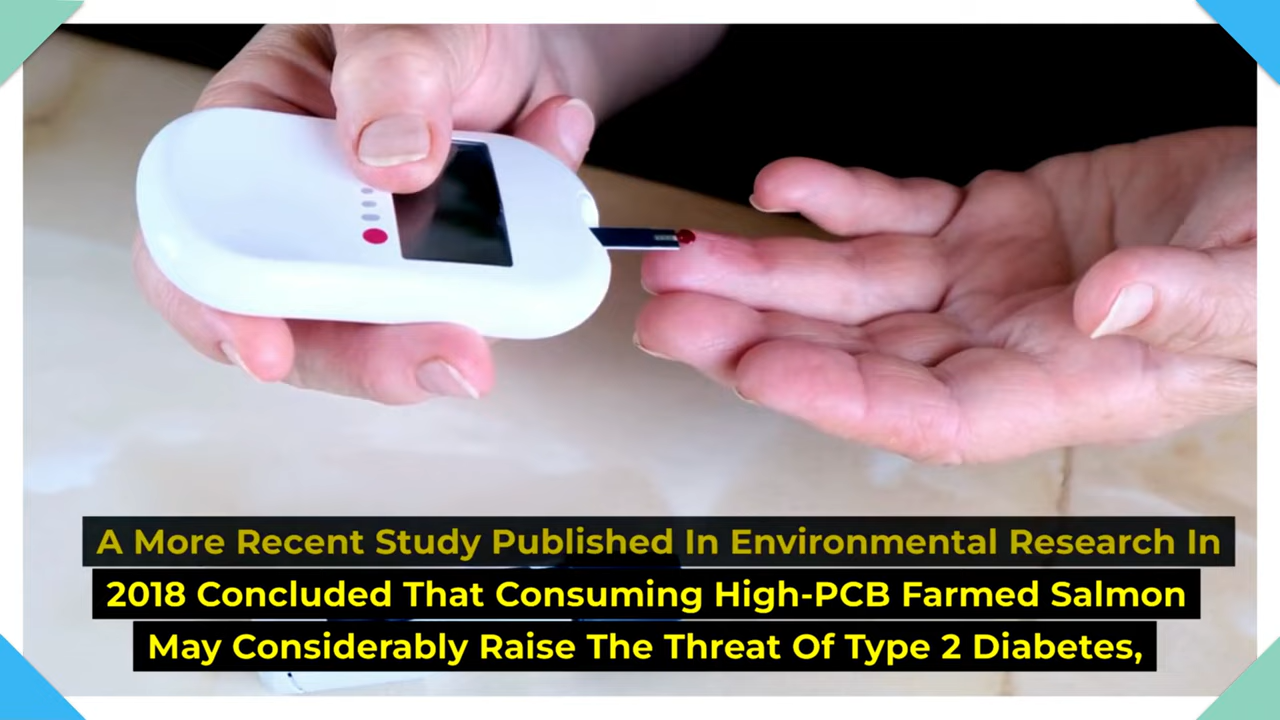 A More Recent Study Published In Environmental Research In
2018 Concluded That Consuming High-PCB Farmed Salmon
May Considerably Raise The Threat Of Type 2 Diabetes,